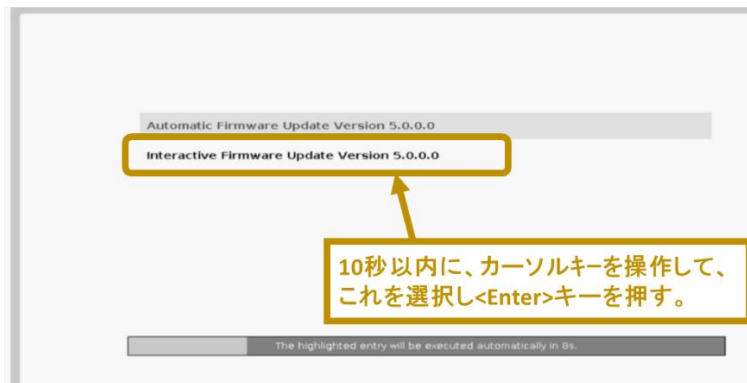 Automatic Firmware Update Version 5.0.0.0
Interactive Firmware Update Version 5.0.0.0
10秒以内に、カーソルキーを操作して、
これを選択し<Enter>キーを押す。
The highlighted entry will be executed automatically in 8s.